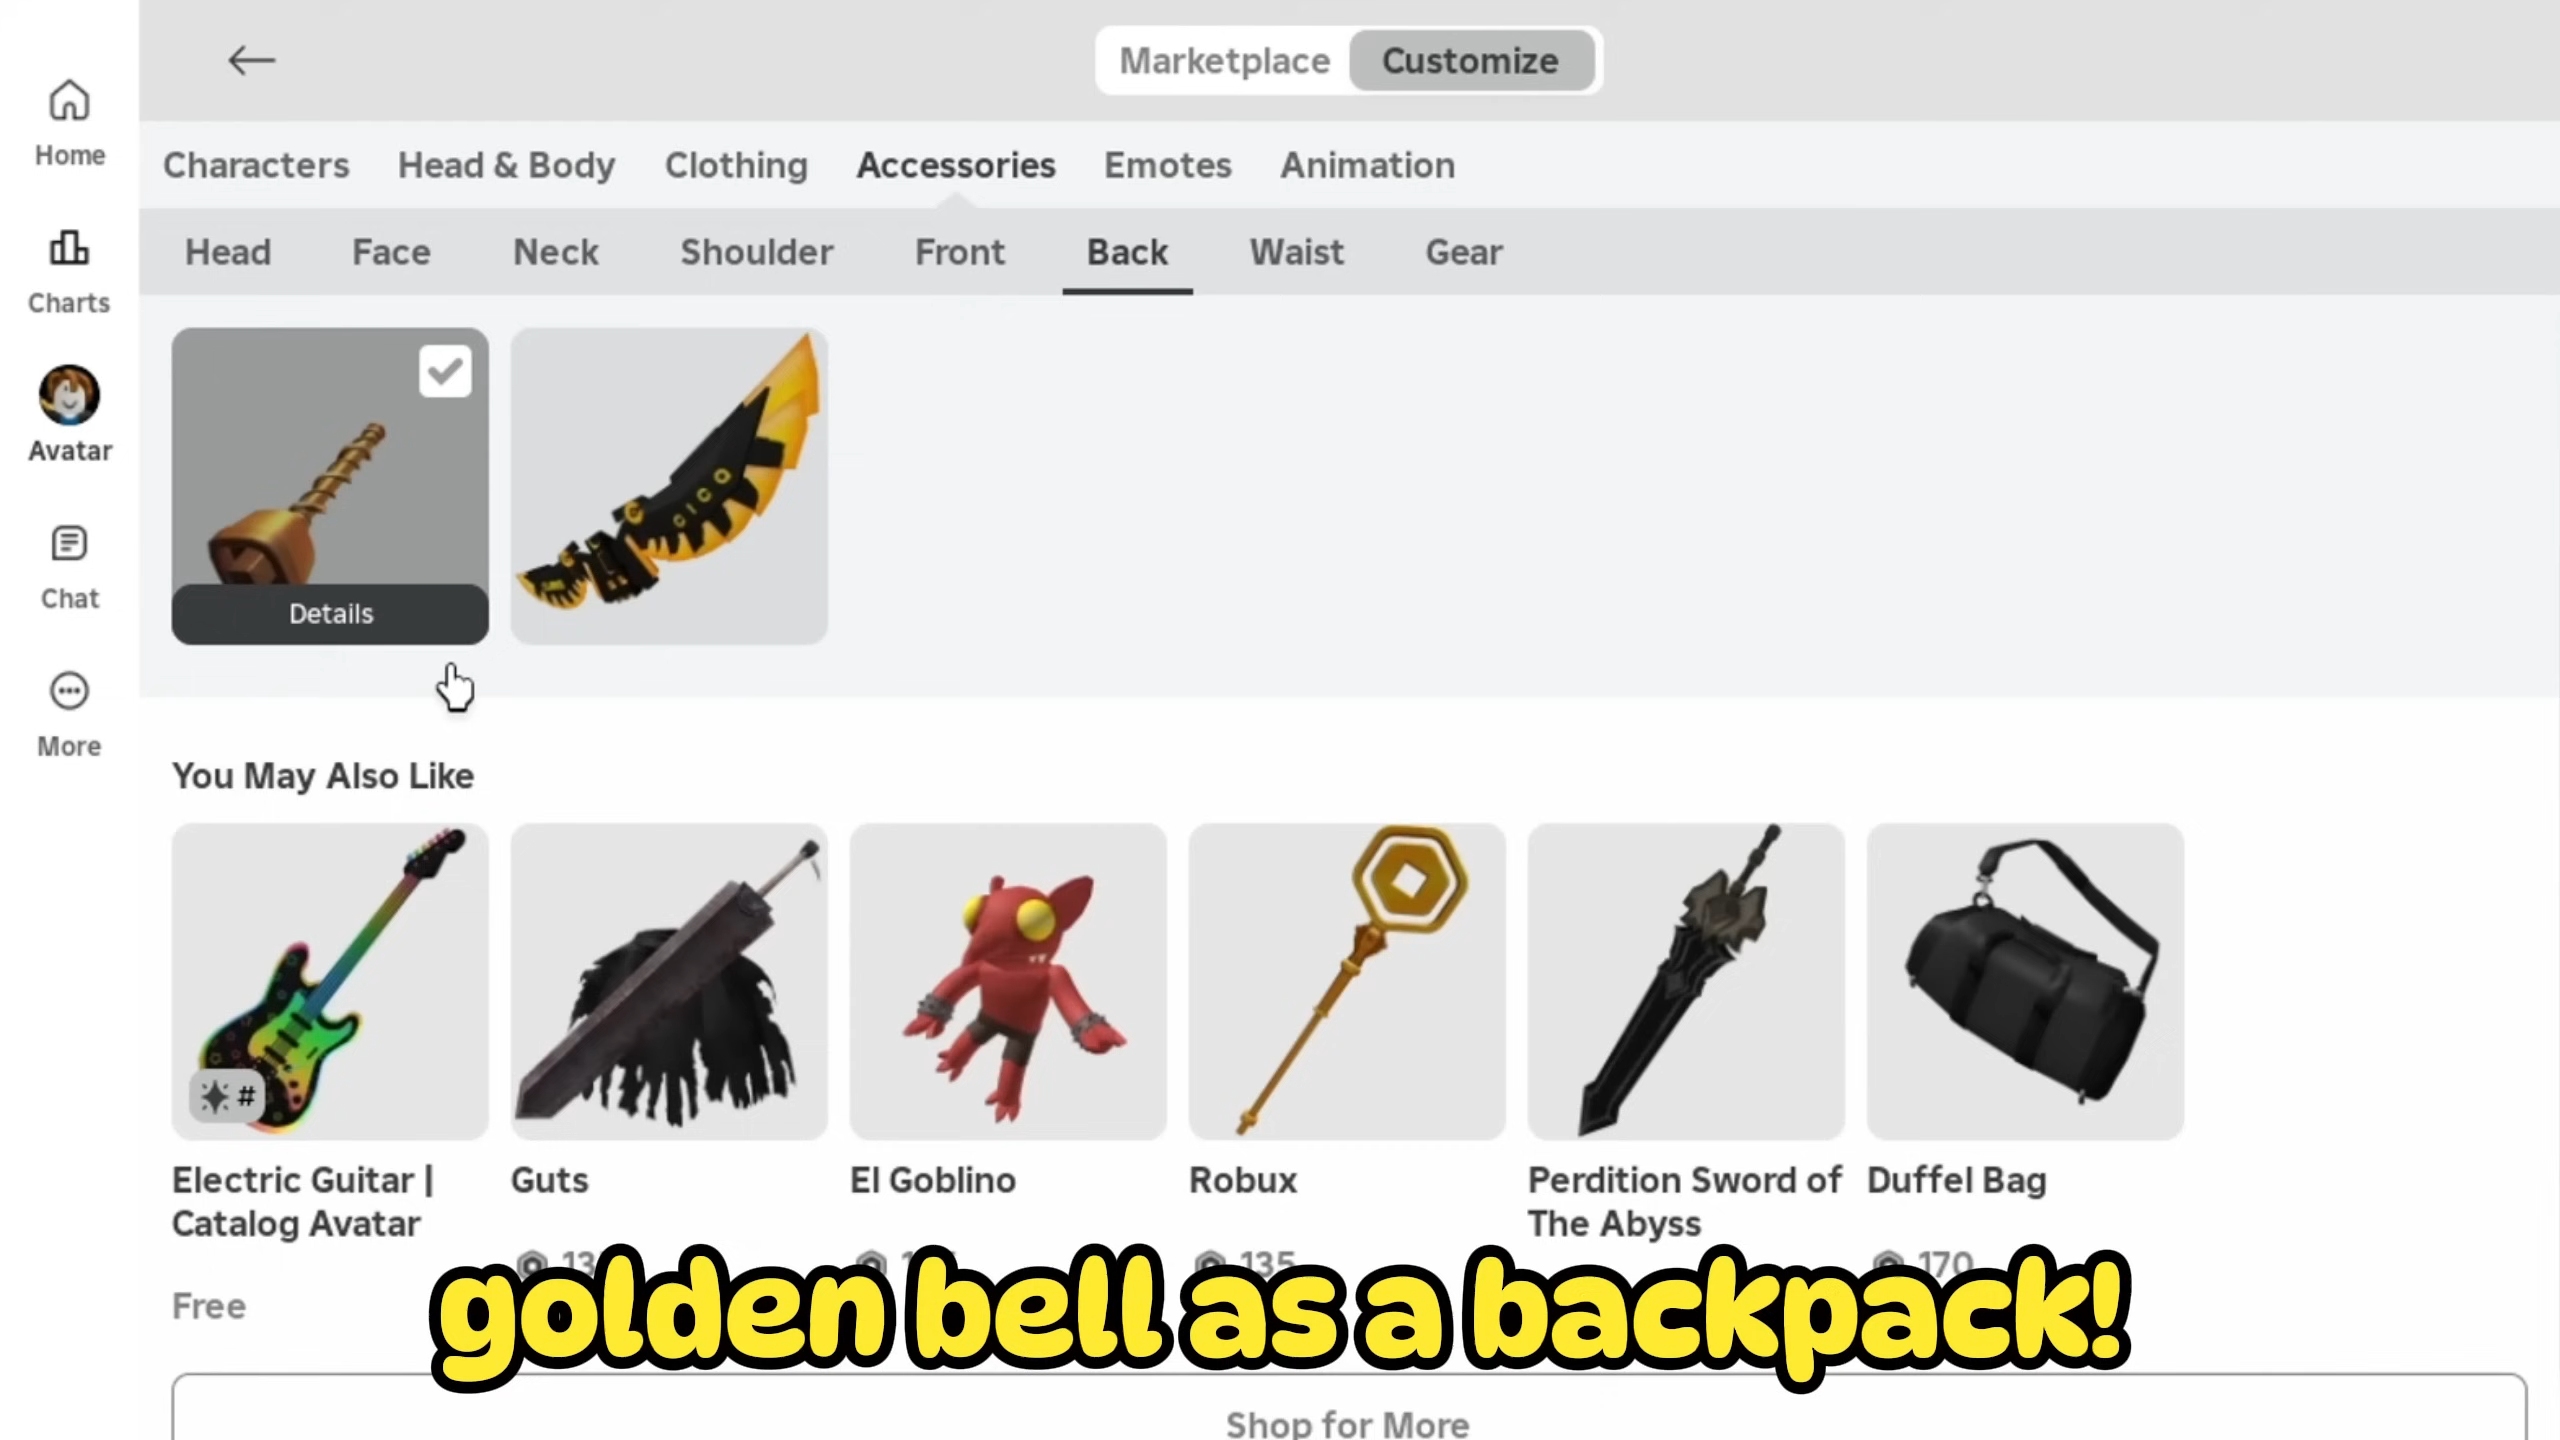 Marketplace Customize
Home
Charts
Avatar
Chat
More
Characters Head & Body Clothing Accessories Emotes Animation
Head Face Neck Shoulder Front Back Waist Gear
Details
You May Also Like
#
Electric Guitar |
Catalog Avatar
Free
Guts
El Goblino
Robux
135
Perdition Sword of
The Abyss
Duffel Bag
170
golden bell as a backpack!
Shop for More